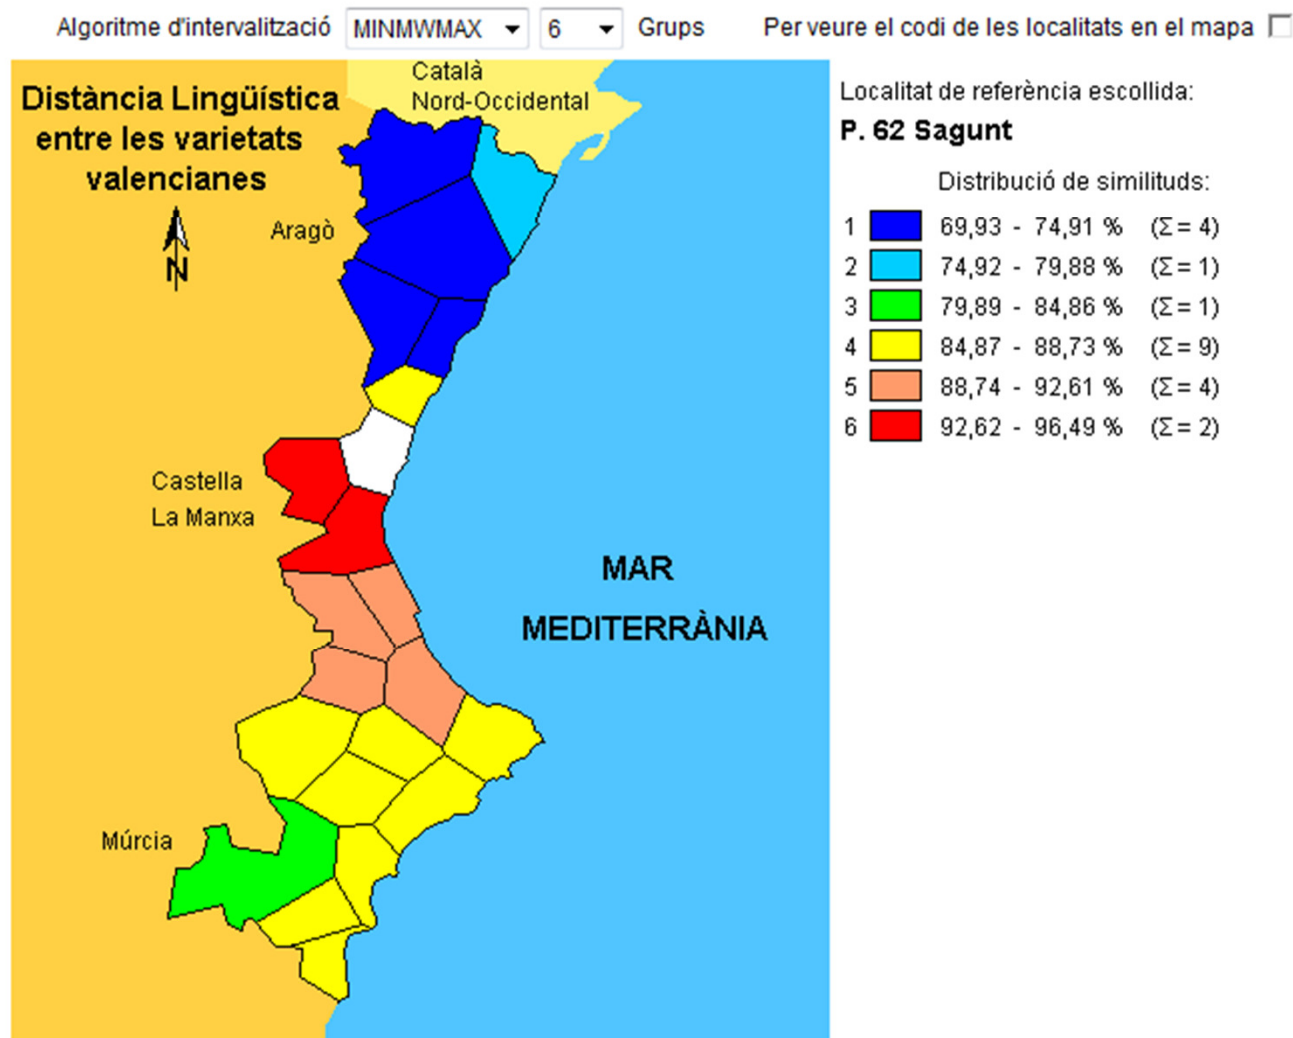 Algoritme d'intervalització MINMWMAX 6 Grups Per veure el codi de les localitats en el mapa
Català
Nord-Occidental
Distància Lingüística
entre les varietats
valencianes
Aragò
N
Castella
La Manxa
MAR
MEDITERRÀNIA
Múrcia
Localitat de referència escollida:
P. 62 Sagunt
Distribució de similituds:
1 69,93 - 74,91 % (Σ = 4)
2 74,92 - 79,88 % (Σ = 1)
3 79,89 - 84,86 % (Σ = 1)
4 84,87 - 88,73 % (Σ = 9)
5 88,74 - 92,61 % (Σ = 4)
6 92,62 - 96,49 % (Σ = 2)